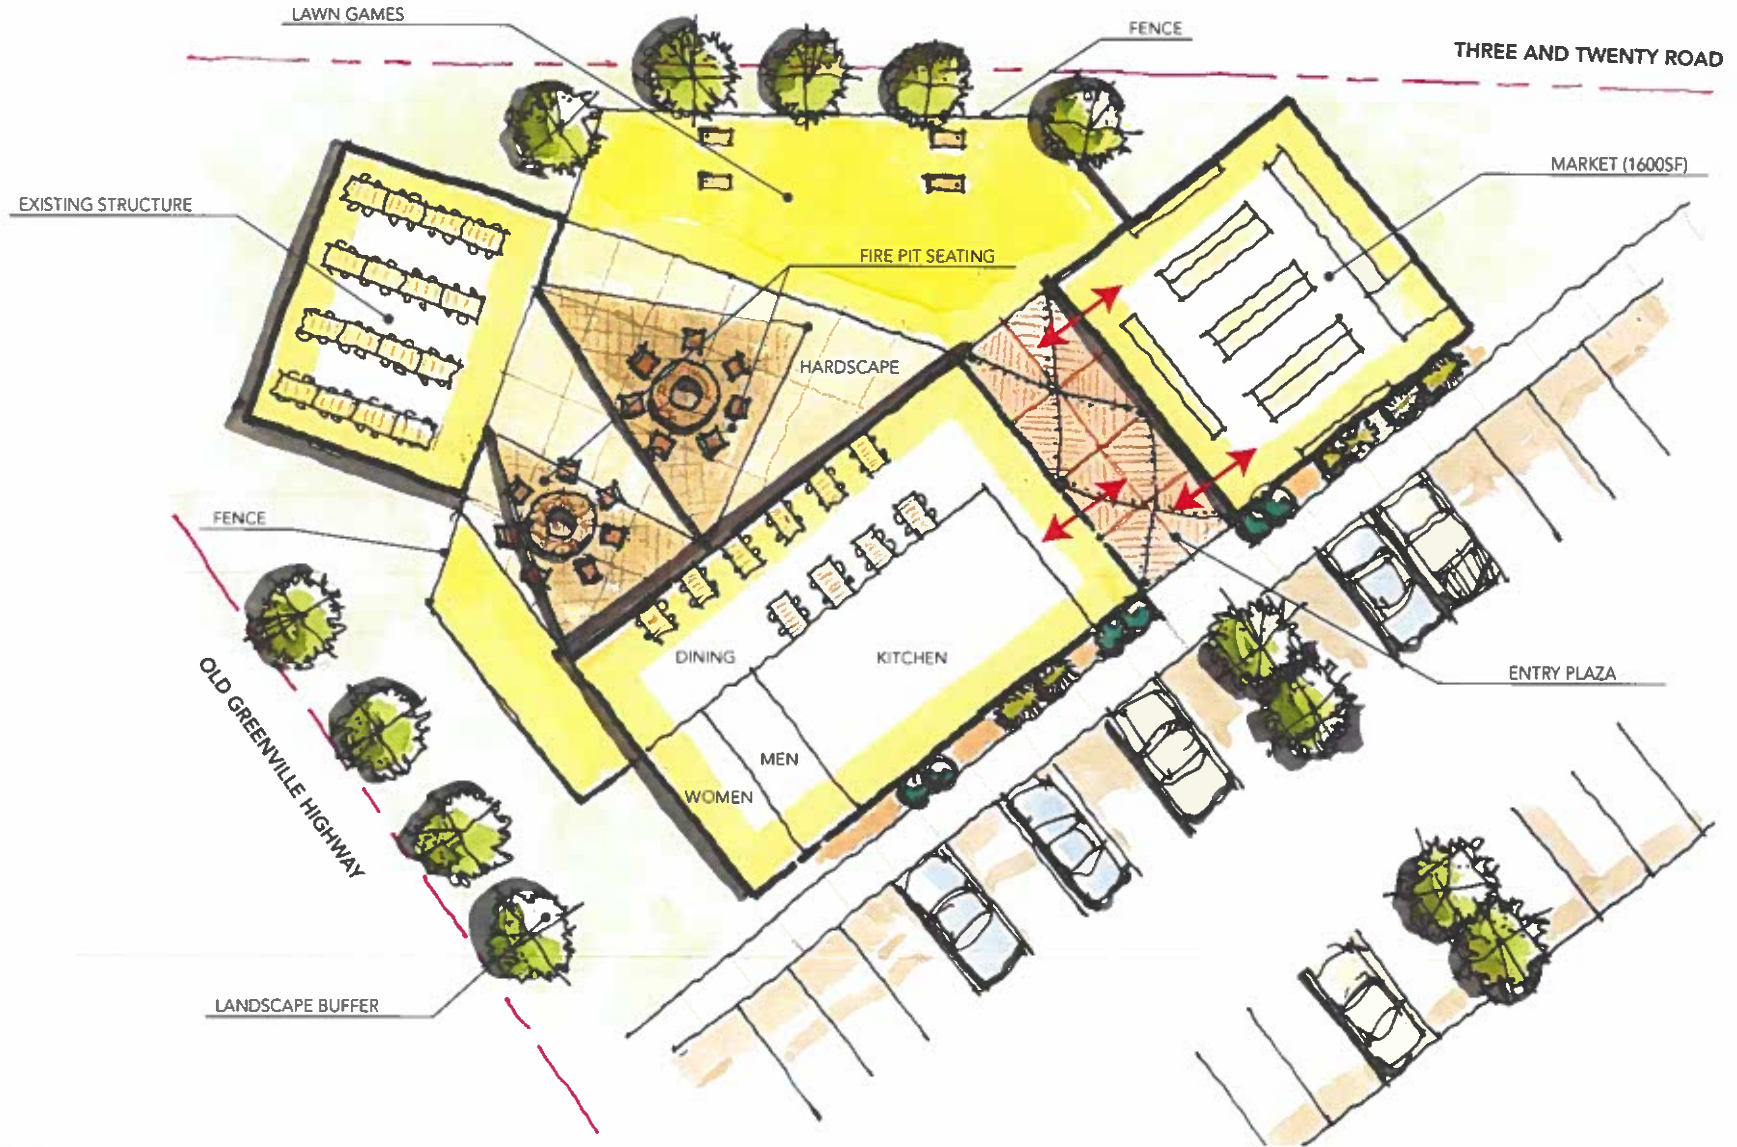 LAWN GAMES
FENCE
THREE AND TWENTY ROAD
MARKET (1600SF)
EXISTING STRUCTURE
FIRE PIT SEATING
HARDSCAPE
FENCE
DINING
KITCHEN
ENTRY PLAZA
MEN
WOMEN
OLD GREENVILLE HIGHWAY
LANDSCAPE BUFFER